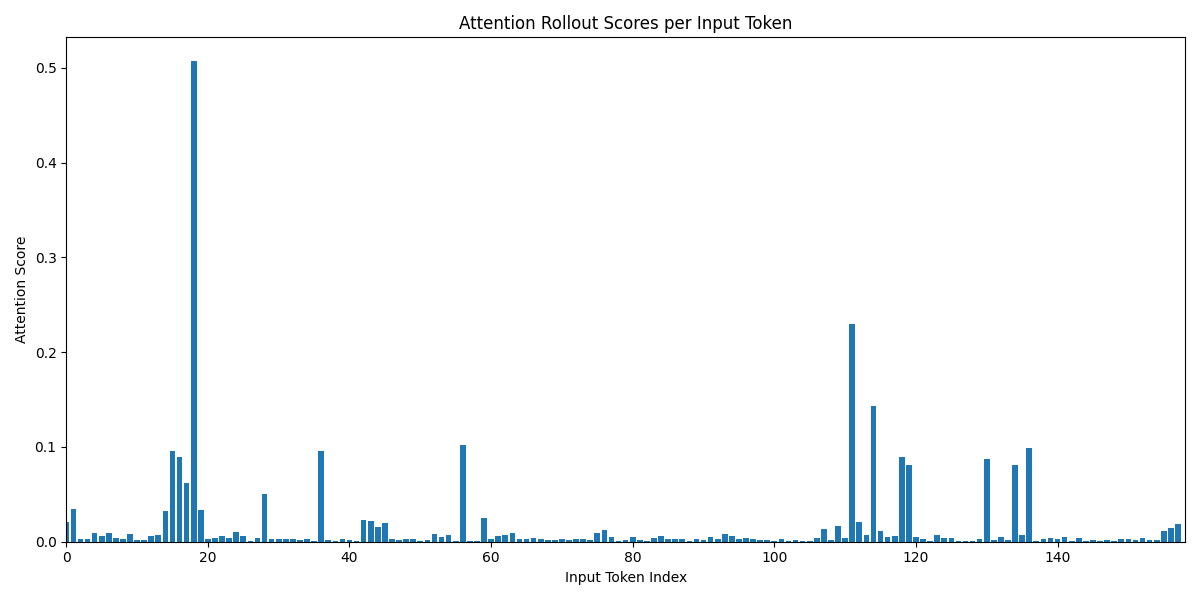 Attention Rollout Scores per Input Token
0.5
0.4
0.3
0.2
0.1
0.0
Attention Score
0 20 40 60 80 100 120 140
Input Token Index